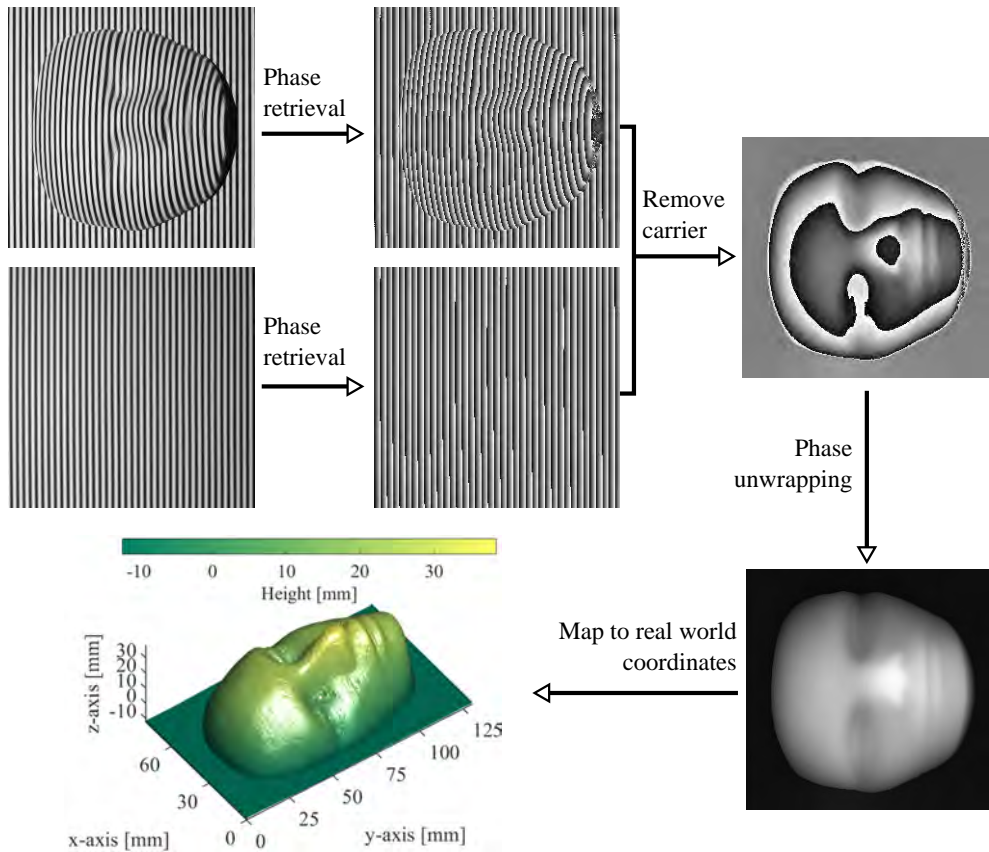 Phase
retrieval
Remove
carrier
Phase
retrieval
Phase
unwrapping
-10 0 10 20 30
Height [mm]
Map to real world
coordinates
z-axis [mm]
30
20
10
0
-10
60
30
0
x-axis [mm]
0
25
50
75
100
125
y-axis [mm]